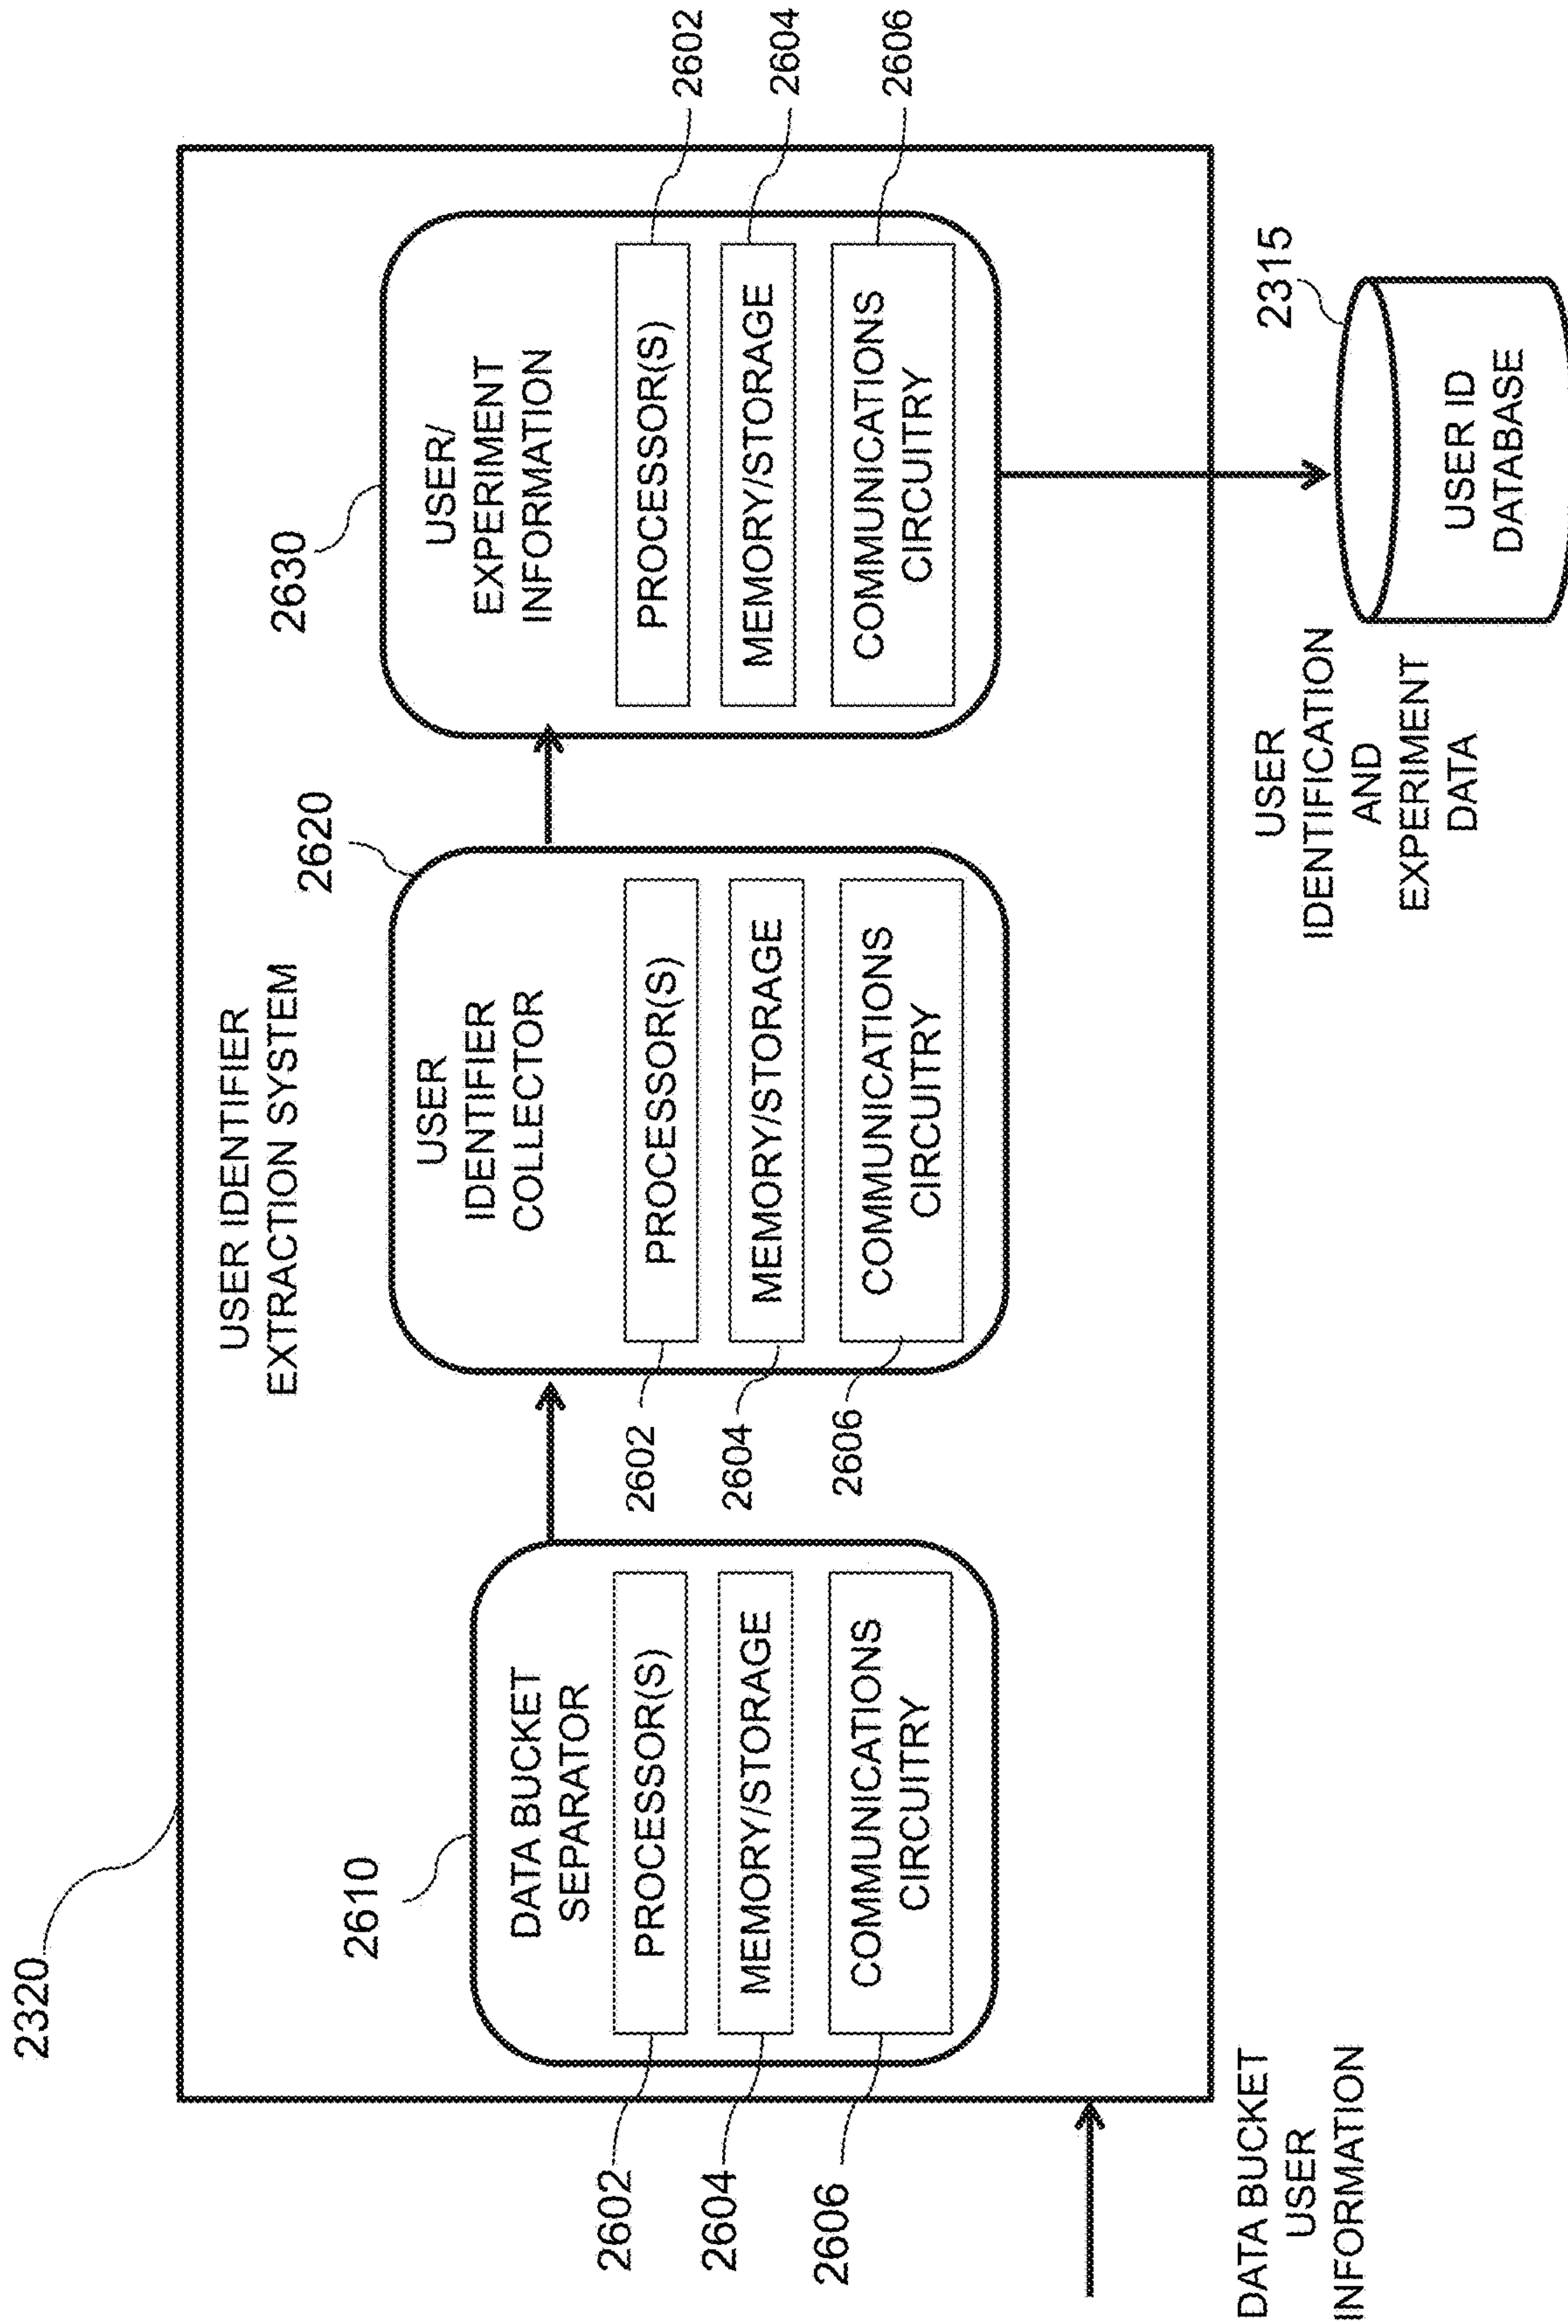 2320
USER IDENTIFIER
EXTRACTION SYSTEM
2610
DATA BUCKET
SEPARATOR
PROCESSOR(S)
MEMORY/STORAGE
COMMUNICATIONS
CIRCUITRY
2602
2604
2606
2620
USER
IDENTIFIER
COLLECTOR
PROCESSOR(S)
MEMORY/STORAGE
COMMUNICATIONS
CIRCUITRY
2602
2604
2606
2630
USER/
EXPERIMENT
INFORMATION
PROCESSOR(S)
MEMORY/STORAGE
COMMUNICATIONS
CIRCUITRY
2602
2604
2606
DATA BUCKET
USER
INFORMATION
USER
IDENTIFICATION
AND
EXPERIMENT
DATA
2315
USER ID
DATABASE